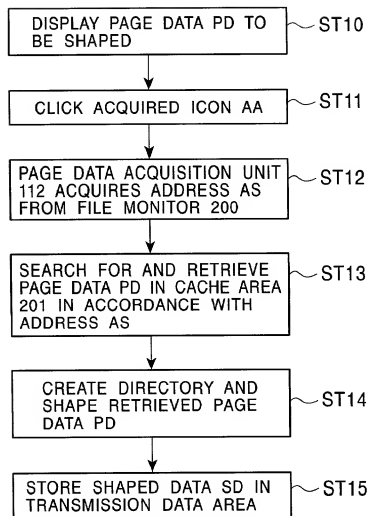 DISPLAY PAGE DATA PD TO
BE SHAPED
ST10
CLICK ACQUIRED ICON AA
ST11
PAGE DATA ACQUISITION UNIT
112 ACQUIRES ADDRESS AS
FROM FILE MONITOR 200
ST12
SEARCH FOR AND RETRIEVE
PAGE DATA PD IN CACHE AREA
201 IN ACCORDANCE WITH
ADDRESS AS
ST13
CREATE DIRECTORY AND
SHAPE RETRIEVED PAGE
DATA PD
ST14
STORE SHAPED DATA SD IN
TRANSMISSION DATA AREA
ST15